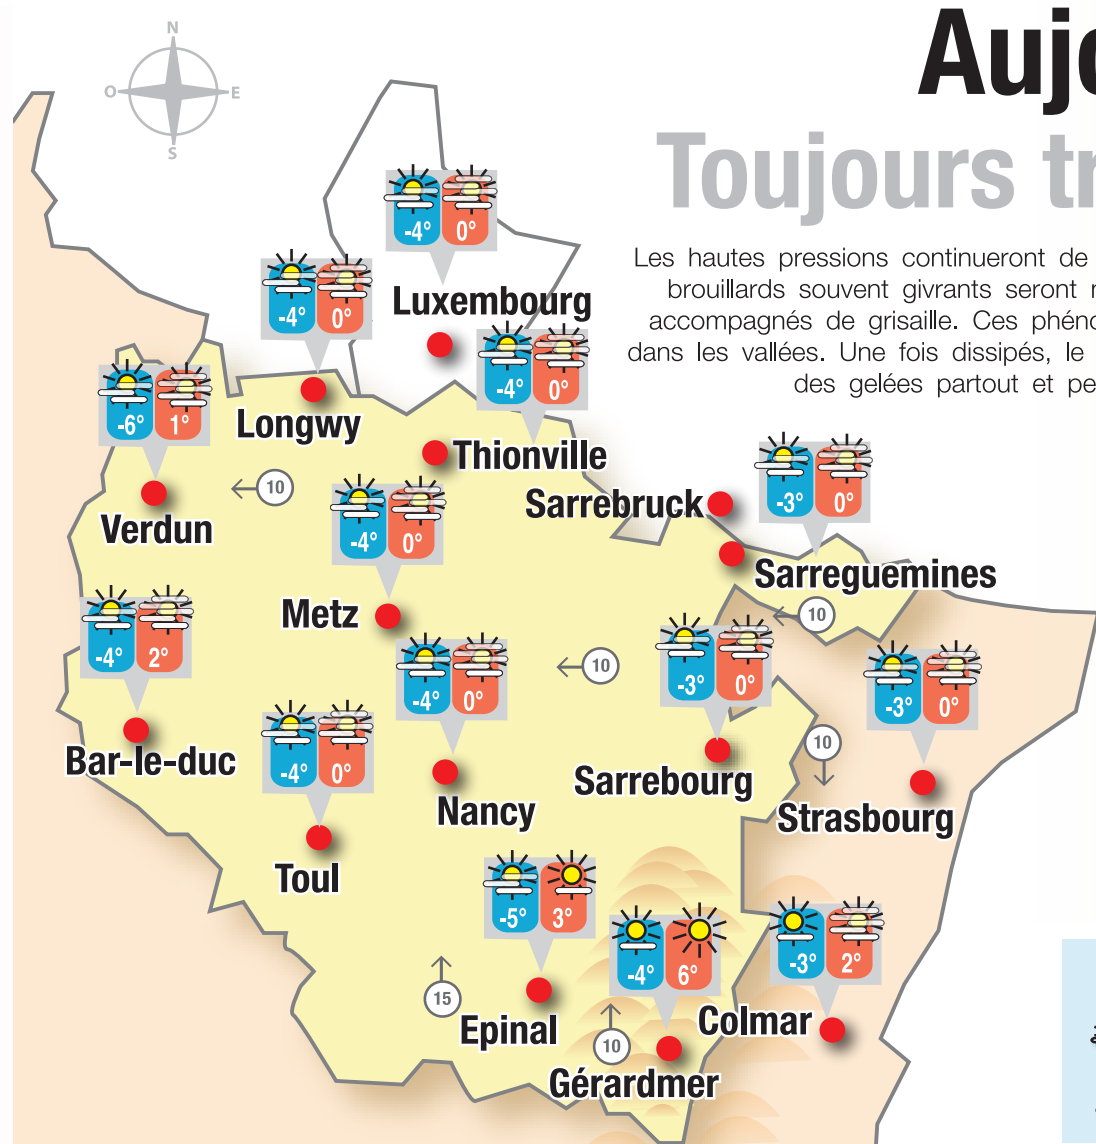 Aujo
Toujours tr
Les hautes pressions continueront de
brouillards souvent givrants seront
accompagnés de grisaille. Ces phéno
dans les vallées. Une fois dissipés, le
des gelées partout et pe
N
O E
S
-4° 0°
Luxembourg
-4° 0°
Longwy
-4° 0°
Thionville
-6° 1°
Verdun
10
-4° 0°
Metz
Sarrebruck
-3° 0°
Sarreguemines
10
-4° 2°
Bar-le-duc
-4° 0°
Nancy
10
-3° 0°
Sarrebourg
-3° 0°
Strasbourg
10
-4° 0°
Toul
-5° 3°
Epinal
15
-4° 6°
Gérardmer
10
-3° 2°
Colmar